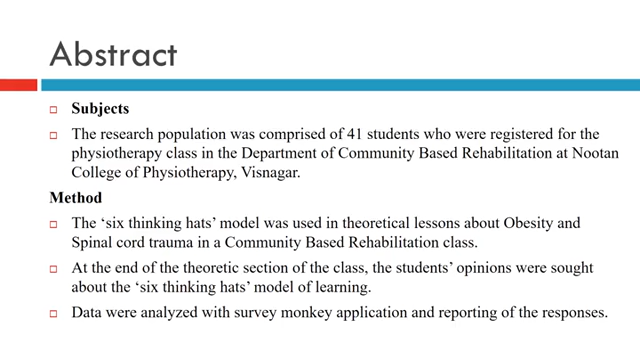 Abstract
Subjects
The research population was comprised of 41 students who were registered for the
physiotherapy class in the Department of Community Based Rehabilitation at Nootan
College of Physiotherapy, Visnagar.
Method
The ‘six thinking hats’ model was used in theoretical lessons about Obesity and
Spinal cord trauma in a Community Based Rehabilitation class.
At the end of the theoretic section of the class, the students’ opinions were sought
about the ‘six thinking hats’ model of learning.
Data were analyzed with survey monkey application and reporting of the responses.